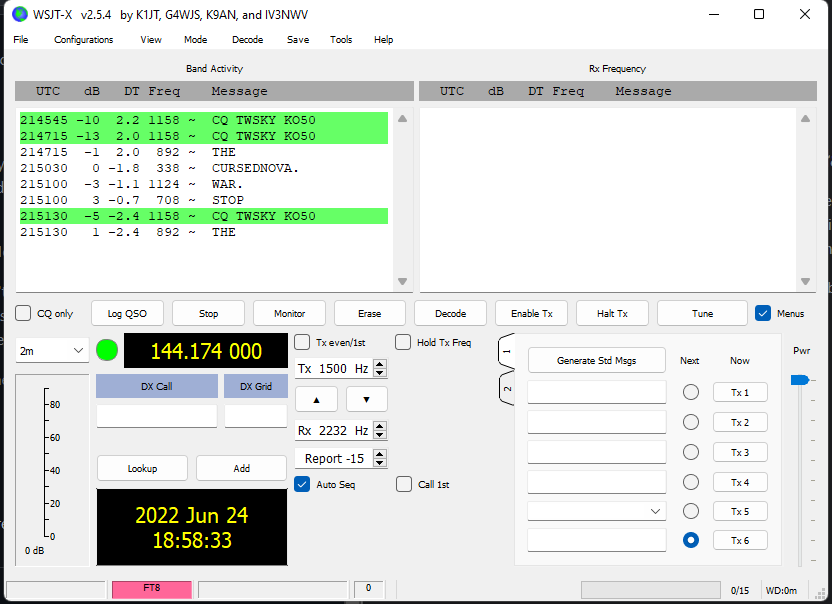 WSJT-X v2.5.4 by K1JT, G4WJS, K9AN, and IV3NWV
File Configurations View Mode Decode Save Tools Help
Band Activity Rx Frequency
UTC dB DT Freq Message UTC dB DT Freq Message
214545 -10 2.2 1158 ~ CQ TWSKY KO50
214715 -13 2.0 1158 ~ CQ TWSKY KO50
214715 -1 2.0 892 ~ THE
215030 0 -1.8 338 ~ CURSEDNOVA.
215100 -3 -1.1 1124 ~ WAR.
215100 3 -0.7 708 ~ STOP
215130 -5 -2.4 1158 ~ CQ TWSKY KO50
215130 1 -2.4 892 ~ THE
CQ only Log QSO Stop Monitor Erase Decode Enable Tx Halt Tx Tune Menus
2m 144.174 000 Tx even/1st Hold Tx Freq
Tx 1500 Hz
DX Call DX Grid
Rx 2232 Hz
Report -15
Lookup Add
Auto Seq Call 1st
2022 Jun 24
18:58:33
80
60
40
20
0
0 dB
1
2
Generate Std Msgs Next Now Pwr
Tx 1
Tx 2
Tx 3
Tx 4
Tx 5
Tx 6
FT8 0 0/15 WD:0m